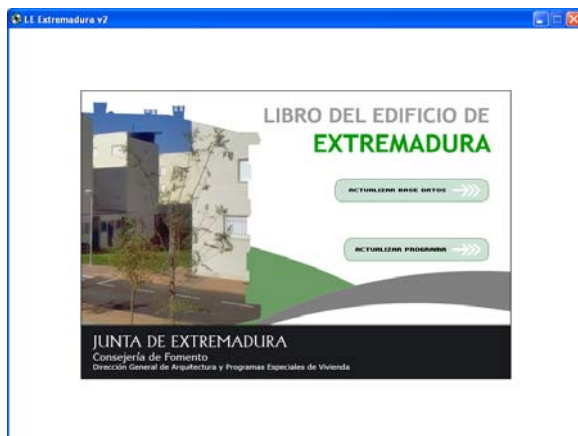 LE Extremadura v2
LIBRO DEL EDIFICIO DE
EXTREMADURA
ACTUALIZAR BASE DATOS
ACTUALIZAR PROGRAMA
JUNTA DE EXTREMADURA
Consejería de Fomento
Dirección General de Arquitectura y Programas Especiales de Vivienda